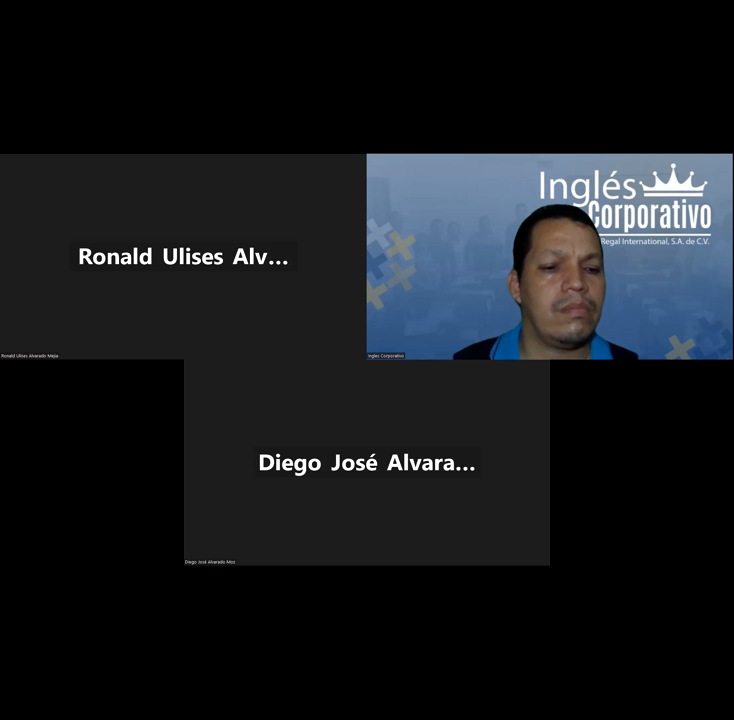 Ronald Ulises Alv...
Ronald Ulises Alvarado Mejia
Inglés
Corporativo
Regal International, S.A. de C.V.
Ingles Corporativo
Diego José Alvara...
Diego José Alvarado Moz